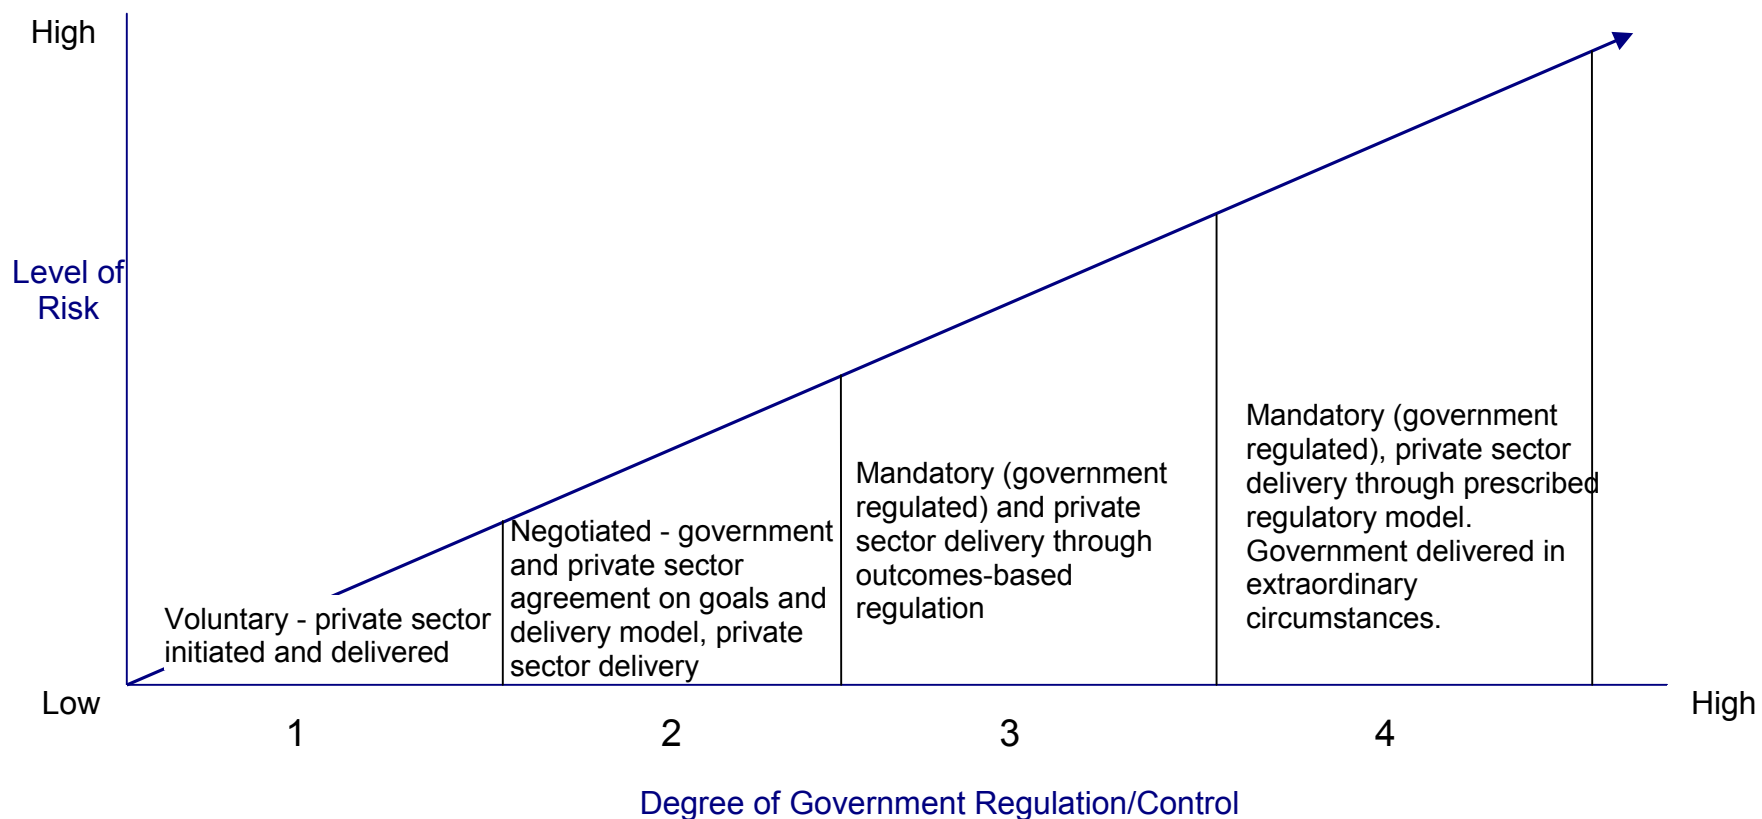 High
Level of
Risk
Voluntary - private sector
initiated and delivered
Negotiated - government
and private sector
agreement on goals and
delivery model, private
sector delivery
Mandatory (government
regulated) and private
sector delivery through
outcomes-based
regulation
Mandatory (government
regulated), private sector
delivery through prescribed
regulatory model.
Government delivered in
extraordinary
circumstances.
Low
High
1
2
3
4
Degree of Government Regulation/Control